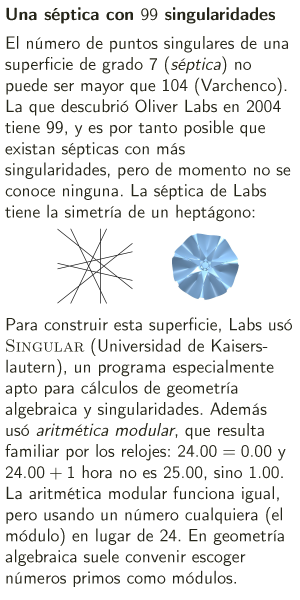 Una séptica con 99 singularidades
El número de puntos singulares de una
superficie de grado 7 (séptica) no
puede ser mayor que 104 (Varchenco).
La que descubrió Oliver Labs en 2004
tiene 99, y es por tanto posible que
existan sépticas con más
singularidades, pero de momento no se
conoce ninguna. La séptica de Labs
tiene la simetría de un heptágono:
Para construir esta superficie, Labs usó
SINGULAR (Universidad de Kaisers-
lautern), un programa especialmente
apto para cálculos de geometría
algebraica y singularidades. Además
usó aritmética modular, que resulta
familiar por los relojes: 24.00 = 0.00 y
24.00 + 1 hora no es 25.00, sino 1.00.
La aritmética modular funciona igual,
pero usando un número cualquiera (el
módulo) en lugar de 24. En geometría
algebraica suele convenir escoger
números primos como módulos.